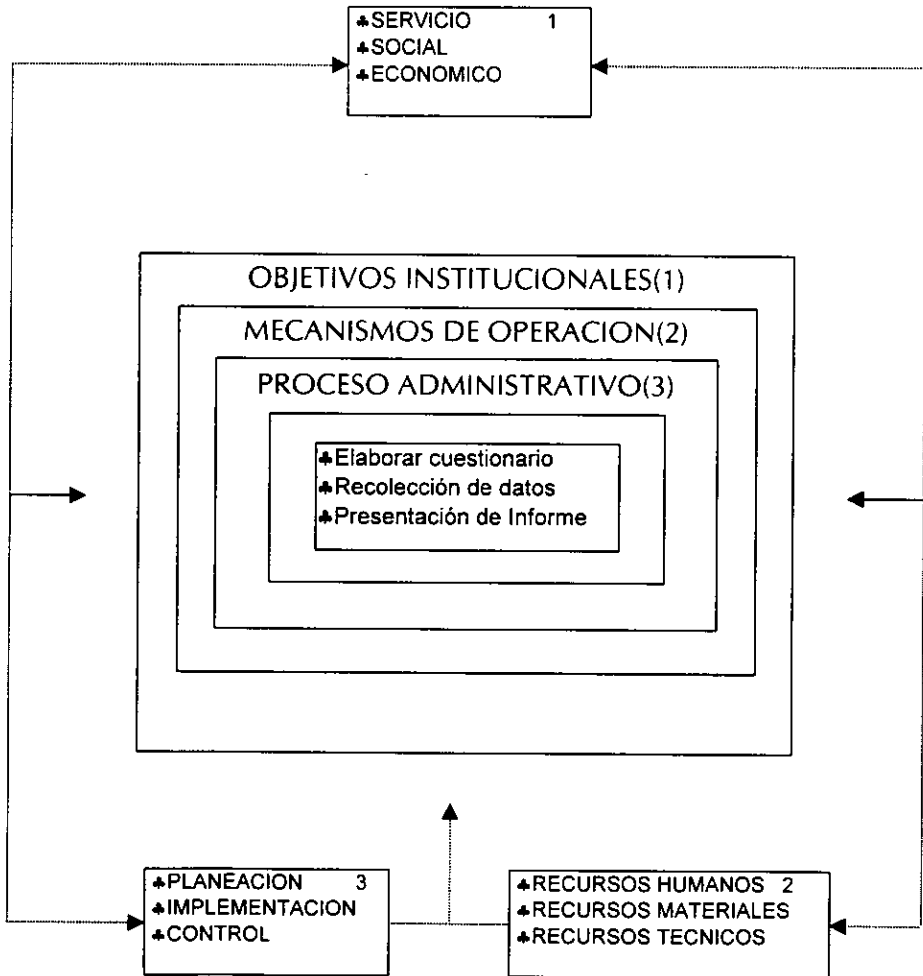 ♣SERVICIO 1
♣SOCIAL
♣ECONOMICO
OBJETIVOS INSTITUCIONALES(1)
MECANISMOS DE OPERACION(2)
PROCESO ADMINISTRATIVO(3)
♣Elaborar cuestionario
♣Recolección de datos
♣Presentación de Informe
♣PLANEACION 3
♣IMPLEMENTACION
♣CONTROL
♣RECURSOS HUMANOS 2
♣RECURSOS MATERIALES
♣RECURSOS TECNICOS